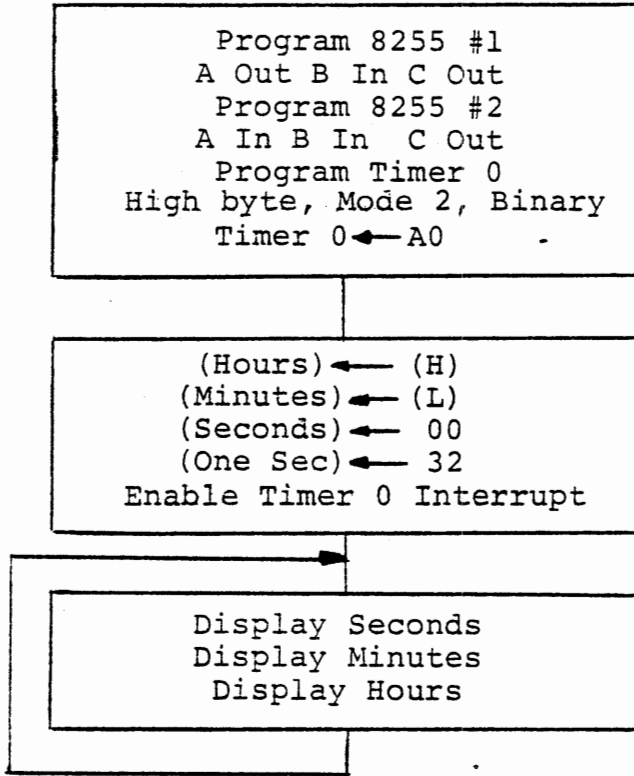 Program 8255 #1
A Out B In C Out
Program 8255 #2
A In B In C Out
Program Timer 0
High byte, Mode 2, Binary
Timer 0 ← A0
(Hours) ← (H)
(Minutes) ← (L)
(Seconds) ← 00
(One Sec) ← 32
Enable Timer 0 Interrupt
Display Seconds
Display Minutes
Display Hours